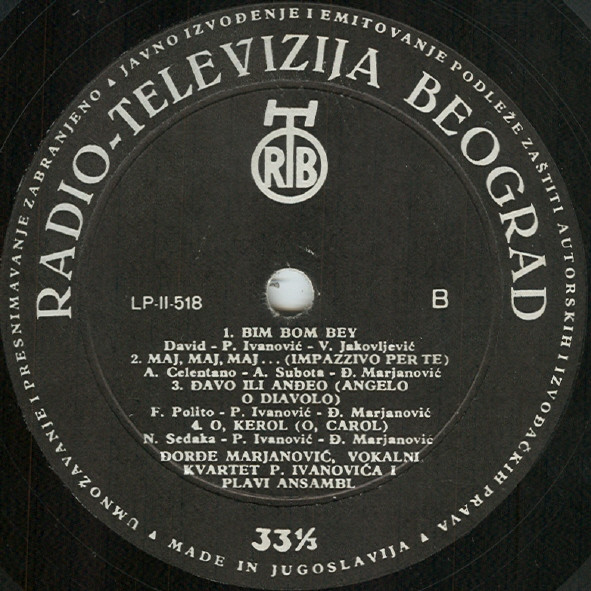 UMNOŽAVANJE I PRESNIMAVANJE ZABRANJENO ▲ JAVNO IZVOĐENJE I EMITOVANJE PODLEŽE ZAŠTITI AUTORSKIH I IZVOĐAČKIH PRAVA ▲
RADIO-TELEVIZIJA BEOGRAD
RTB
LP-II-518
B
1. BIM BOM BEY
David - P. Ivanović - V. Jakovljević
2. MAJ, MAJ, MAJ... (IMPAZZIVO PER TE)
A. Celentano - A. Subota - Đ. Marjanović
3. ĐAVO ILI ANĐEO (ANGELO
O DIAVOLO)
F. Polito - P. Ivanović - Đ. Marjanović
4. O, KEROL (O, CAROL)
N. Sedaka - P. Ivanović - Đ. Marjanović
ĐORĐE MARJANOVIĆ, VOKALNI
KVARTET P. IVANOVIĆA I
PLAVI ANSAMBL
33⅓
MADE IN JUGOSLAVIJA ▲